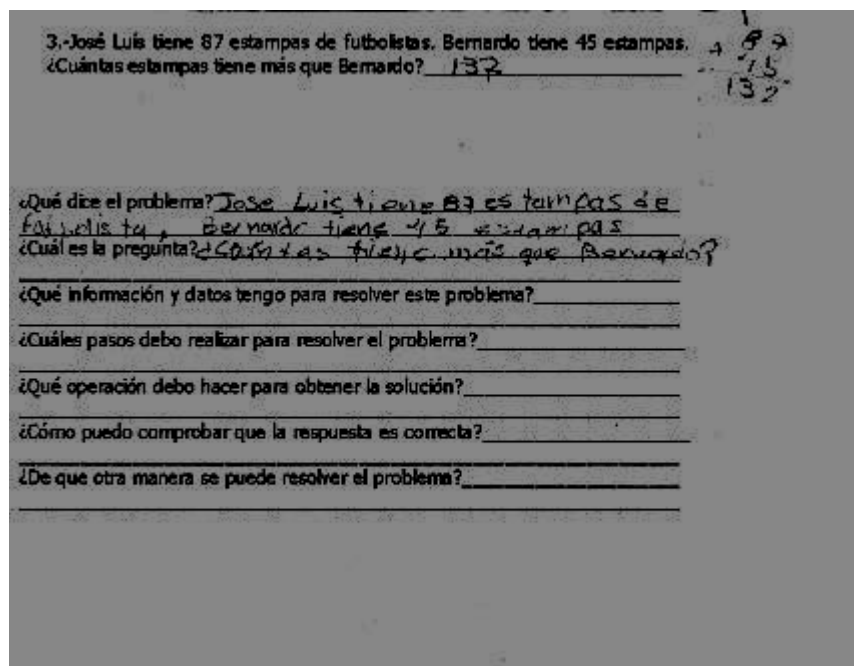 3.-José Luis tiene 87 estampas de futbolistas. Bernardo tiene 45 estampas.
¿Cuántas estampas tiene más que Bernardo? 132
+ 87
45
132
¿Qué dice el problema? Jose Luis tiene 87 es tampas de
futbolista, Bernardo tiene 45 estampas
¿Cuál es la pregunta? ¿Cuántas tiene más que Bernardo?
¿Qué información y datos tengo para resolver este problema?
¿Cuáles pasos debo realizar para resolver el problema?
¿Qué operación debo hacer para obtener la solución?
¿Cómo puedo comprobar que la respuesta es correcta?
¿De que otra manera se puede resolver el problema?